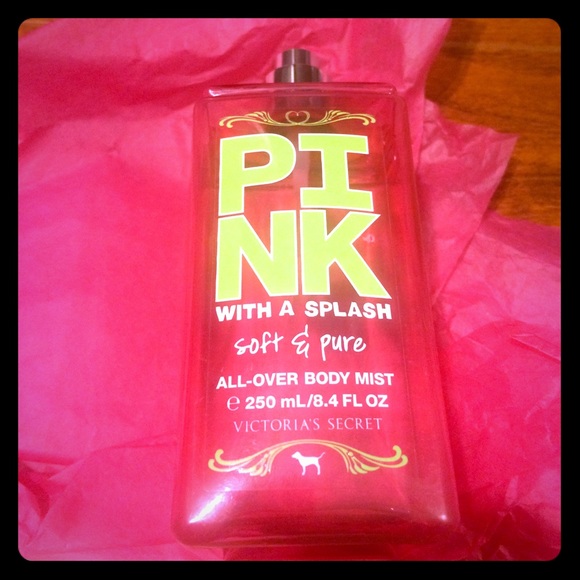 PI
NK
WITH A SPLASH
soft & pure
ALL-OVER BODY MIST
℮ 250 mL/8.4 FL OZ
VICTORIA'S SECRET